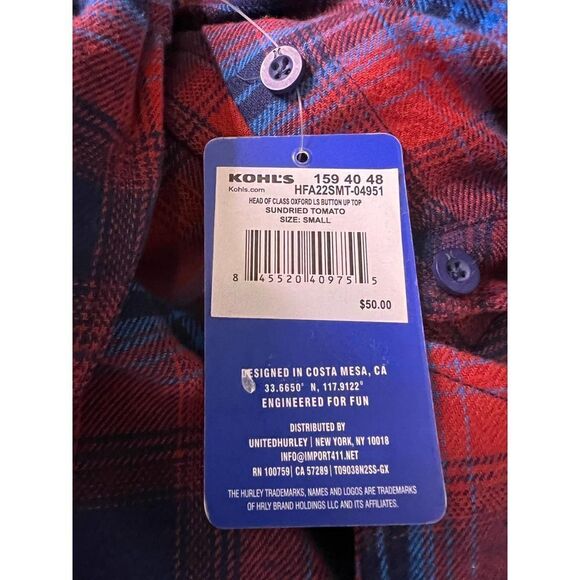 KOHL'S 159 40 48
Kohls.com HFA22SMT-04951
HEAD OF CLASS OXFORD LS BUTTON UP TOP
SUNDRIED TOMATO
SIZE: SMALL
8 45520 40975 5
$50.00
DESIGNED IN COSTA MESA, CA
33.6650° N, 117.9122°
ENGINEERED FOR FUN
DISTRIBUTED BY
UNITEDHURLEY | NEW YORK, NY 10018
INFO@IMPORT411.NET
RN 100759 | CA 57289 | T09038N2SS-GX
THE HURLEY TRADEMARKS, NAMES AND LOGOS ARE TRADEMARKS
OF HRLY BRAND HOLDINGS LLC AND ITS AFFILIATES.